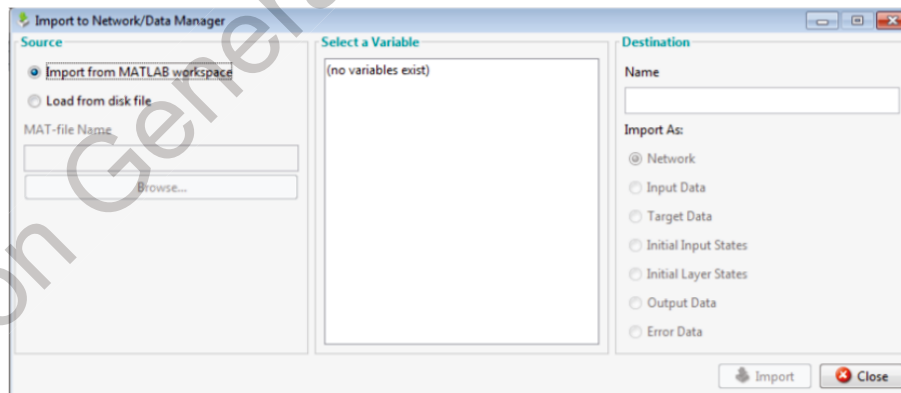 Import to Network/Data Manager
Source
Import from MATLAB workspace
Load from disk file
MAT-file Name
Browse...
Select a Variable
(no variables exist)
Destination
Name
Import As:
Network
Input Data
Target Data
Initial Input States
Initial Layer States
Output Data
Error Data
Import
Close
on General